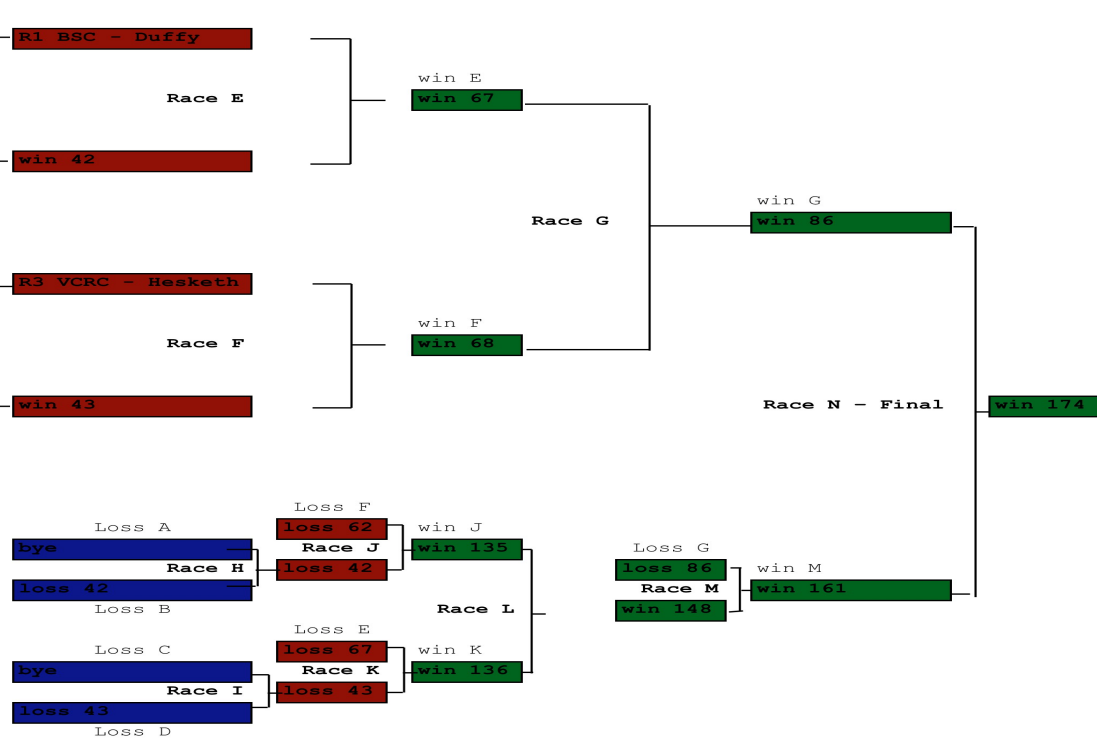 R1 BSC - Duffy
win E
win 67
Race E
win 42
win G
win 86
Race G
R3 VCRC - Hesketh
win F
win 68
Race F
win 43
Race N - Final
win 174
Loss F
loss 62
Loss A
bye
Race J
win J
win 135
Loss G
loss 86
Race H
loss 42
win M
win 161
loss 42
Race M
Loss B
Race L
win 148
Loss E
loss 67
Loss C
bye
Race K
win K
win 136
Race I
loss 43
loss 43
Loss D